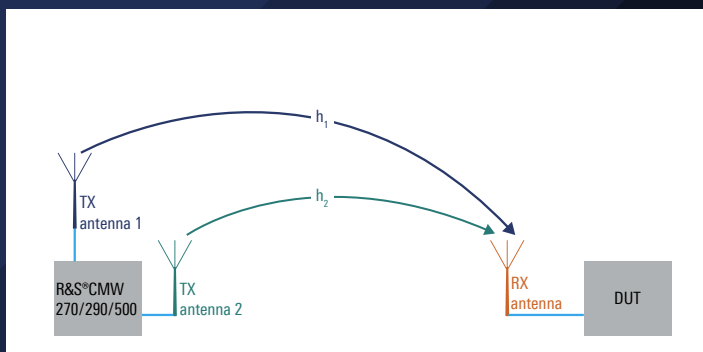 h₁
TX
antenna 1
h₂
R&S®CMW
270/290/500
TX
antenna 2
RX
antenna
DUT